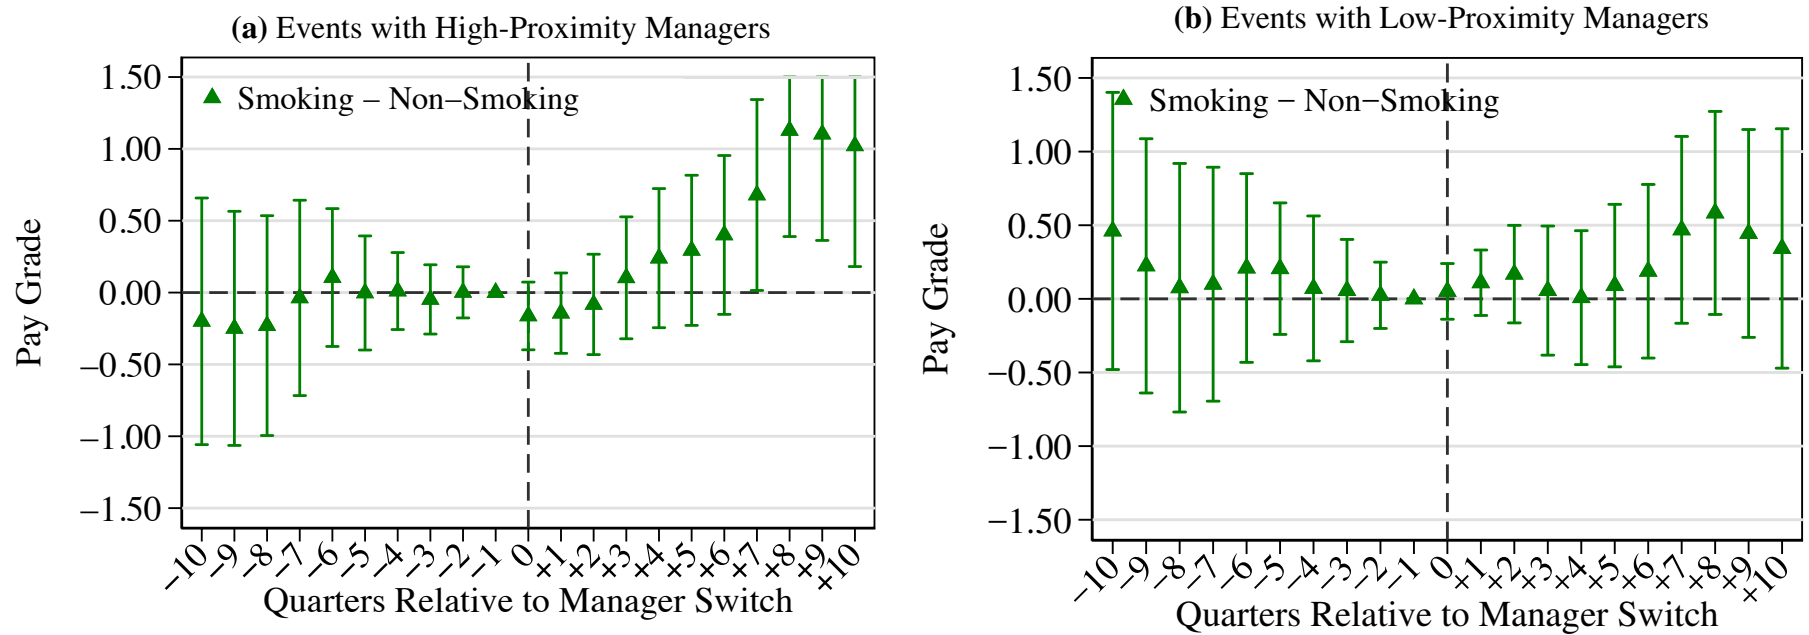 (a) Events with High-Proximity Managers
Smoking – Non–Smoking
1.50
1.00
0.50
0.00
–0.50
–1.00
–1.50
Pay Grade
–10 –9 –8 –7 –6 –5 –4 –3 –2 –1 0 +1 +2 +3 +4 +5 +6 +7 +8 +9 +10
Quarters Relative to Manager Switch
(b) Events with Low-Proximity Managers
Smoking − Non−Smoking
1.50
1.00
0.50
0.00
−0.50
−1.00
−1.50
Pay Grade
−10 −9 −8 −7 −6 −5 −4 −3 −2 −1 0 +1 +2 +3 +4 +5 +6 +7 +8 +9 +10
Quarters Relative to Manager Switch